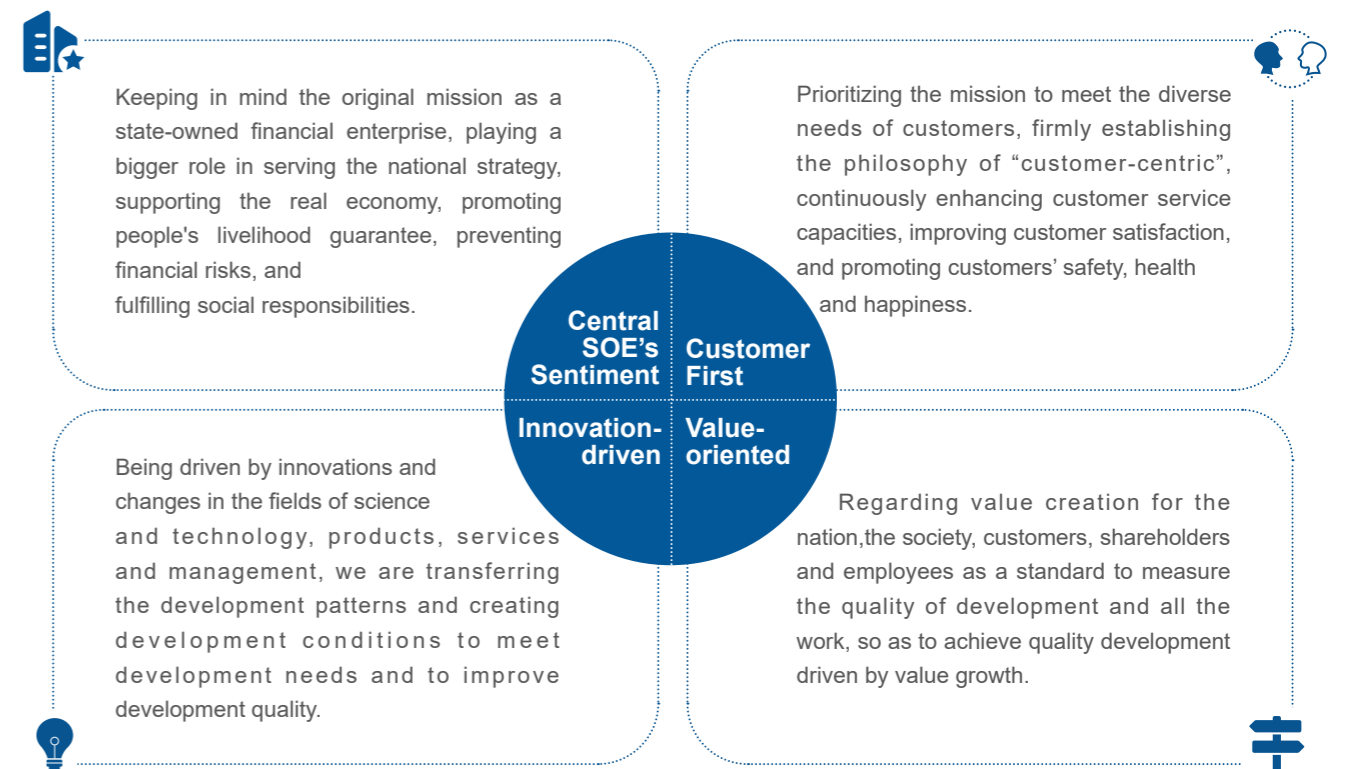 Keeping in mind the original mission as a
state-owned financial enterprise, playing a
bigger role in serving the national strategy,
supporting the real economy, promoting
people's livelihood guarantee, preventing
financial risks, and
fulfilling social responsibilities.
Prioritizing the mission to meet the diverse
needs of customers, firmly establishing
the philosophy of “customer-centric”,
continuously enhancing customer service
capacities, improving customer satisfaction,
and promoting customers’ safety, health
and happiness.
Central
SOE’s
Sentiment
Customer
First
Innovation-
driven
Value-
oriented
Being driven by innovations and
changes in the fields of science
and technology, products, services
and management, we are transferring
the development patterns and creating
development conditions to meet
development needs and to improve
development quality.
Regarding value creation for the
nation,the society, customers, shareholders
and employees as a standard to measure
the quality of development and all the
work, so as to achieve quality development
driven by value growth.